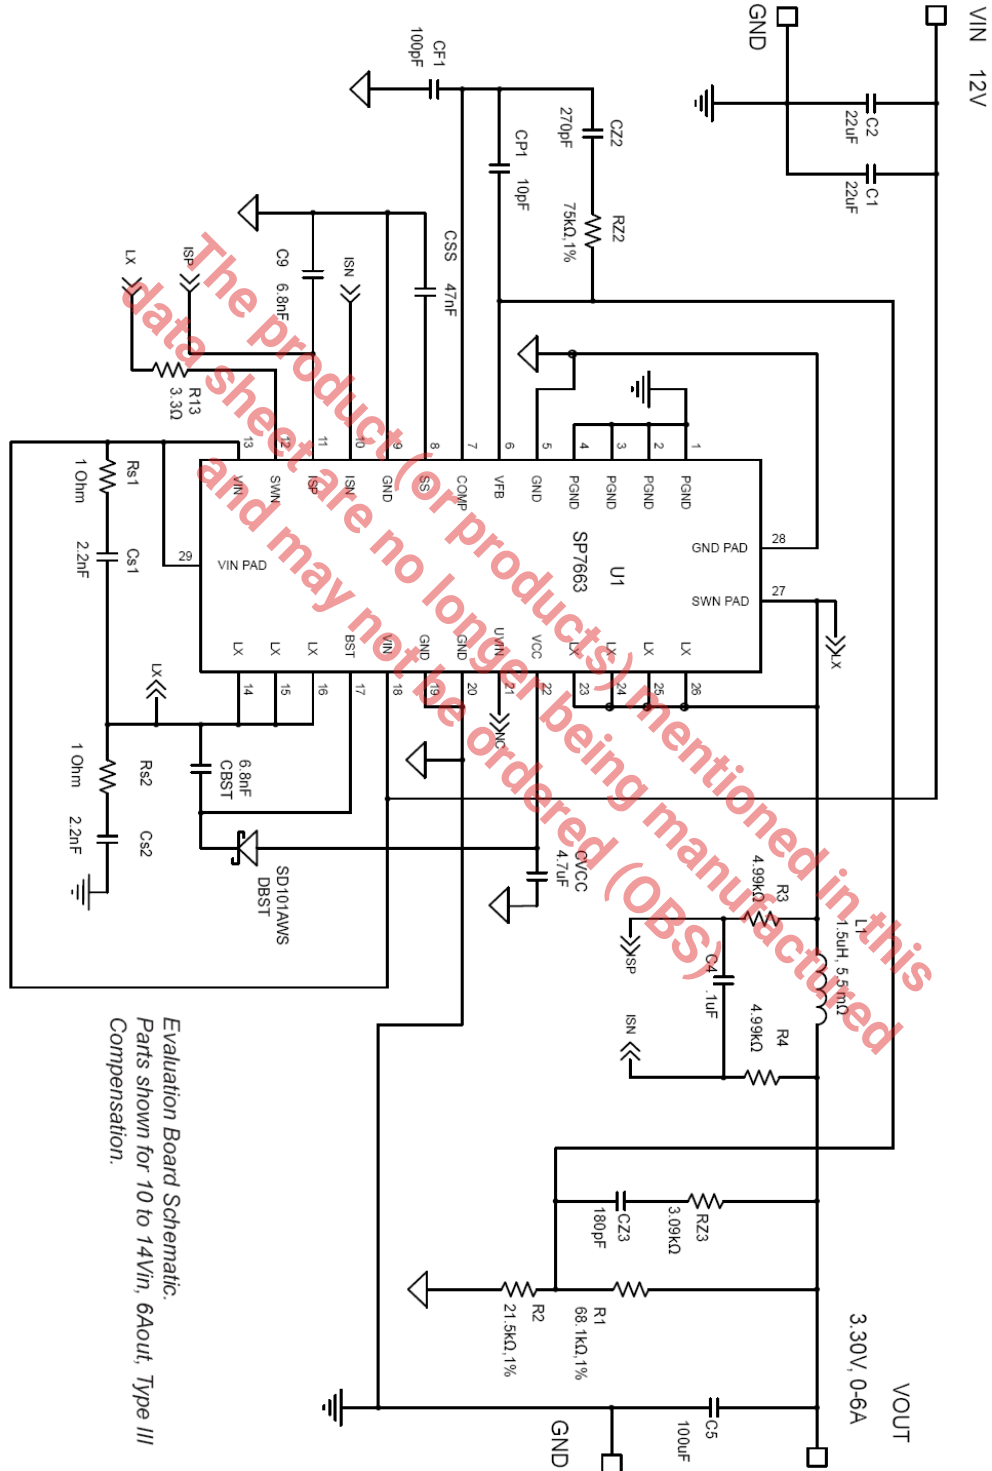 VIN 12V
GND
C2
22uF
C1
22uF
CF1
100pF
CZ2
270pF
RZ2
75kΩ,1%
CP1
10pF
CSS
47nF
C9
6.8nF
ISN
ISP
LX
R13
3.3Ω
13
12
11
10
9
8
7
6
5
4
3
2
1
VIN
SWN
ISP
ISN
GND
SS
COMP
VFB
GND
PGND
PGND
PGND
PGND
U1
SP7663
GND PAD
28
SWN PAD
27
VIN PAD
29
LX
LX
LX
LX
BST
VIN
GND
GND
UVIN
VCC
LX
LX
LX
LX
14
15
16
17
18
19
20
21
22
23
24
25
26
NC
Rs1
1 Ohm
Cs1
2.2nF
LX
Rs2
1 Ohm
Cs2
2.2nF
6.8nF
CBST
SD101AWS
DBST
CVCC
4.7uF
L1
1.5uH, 5.5 mΩ
R3
4.99kΩ
R4
4.99kΩ
C4
.1uF
ISP
ISN
RZ3
3.09kΩ
CZ3
180pF
R1
68.1kΩ,1%
R2
21.5kΩ,1%
C5
100uF
VOUT
3.30V, 0-6A
GND
Evaluation Board Schematic.
Parts shown for 10 to 14Vin, 6Aout, Type III
Compensation.
The product (or products) mentioned in this
data sheet are no longer being manufactured
and may not be ordered (OBS)